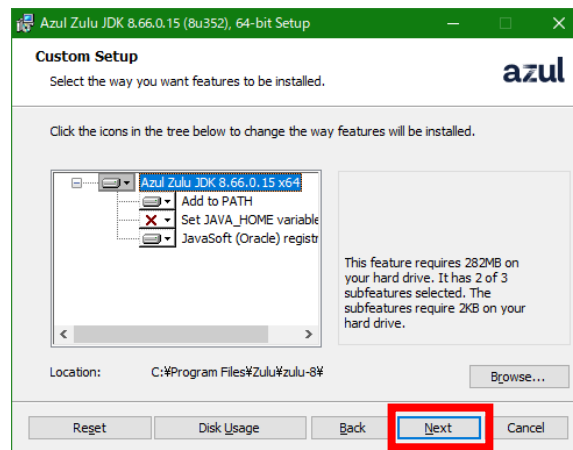 Azul Zulu JDK 8.66.0.15 (8u352), 64-bit Setup
Custom Setup
Select the way you want features to be installed.
azul
Click the icons in the tree below to change the way features will be installed.
Azul Zulu JDK 8.66.0.15 x64
Add to PATH
Set JAVA_HOME variable
JavaSoft (Oracle) registr
This feature requires 282MB on
your hard drive. It has 2 of 3
subfeatures selected. The
subfeatures require 2KB on your
hard drive.
Location: C:¥Program Files¥Zulu¥zulu-8¥
Browse...
Reset Disk Usage Back Next Cancel